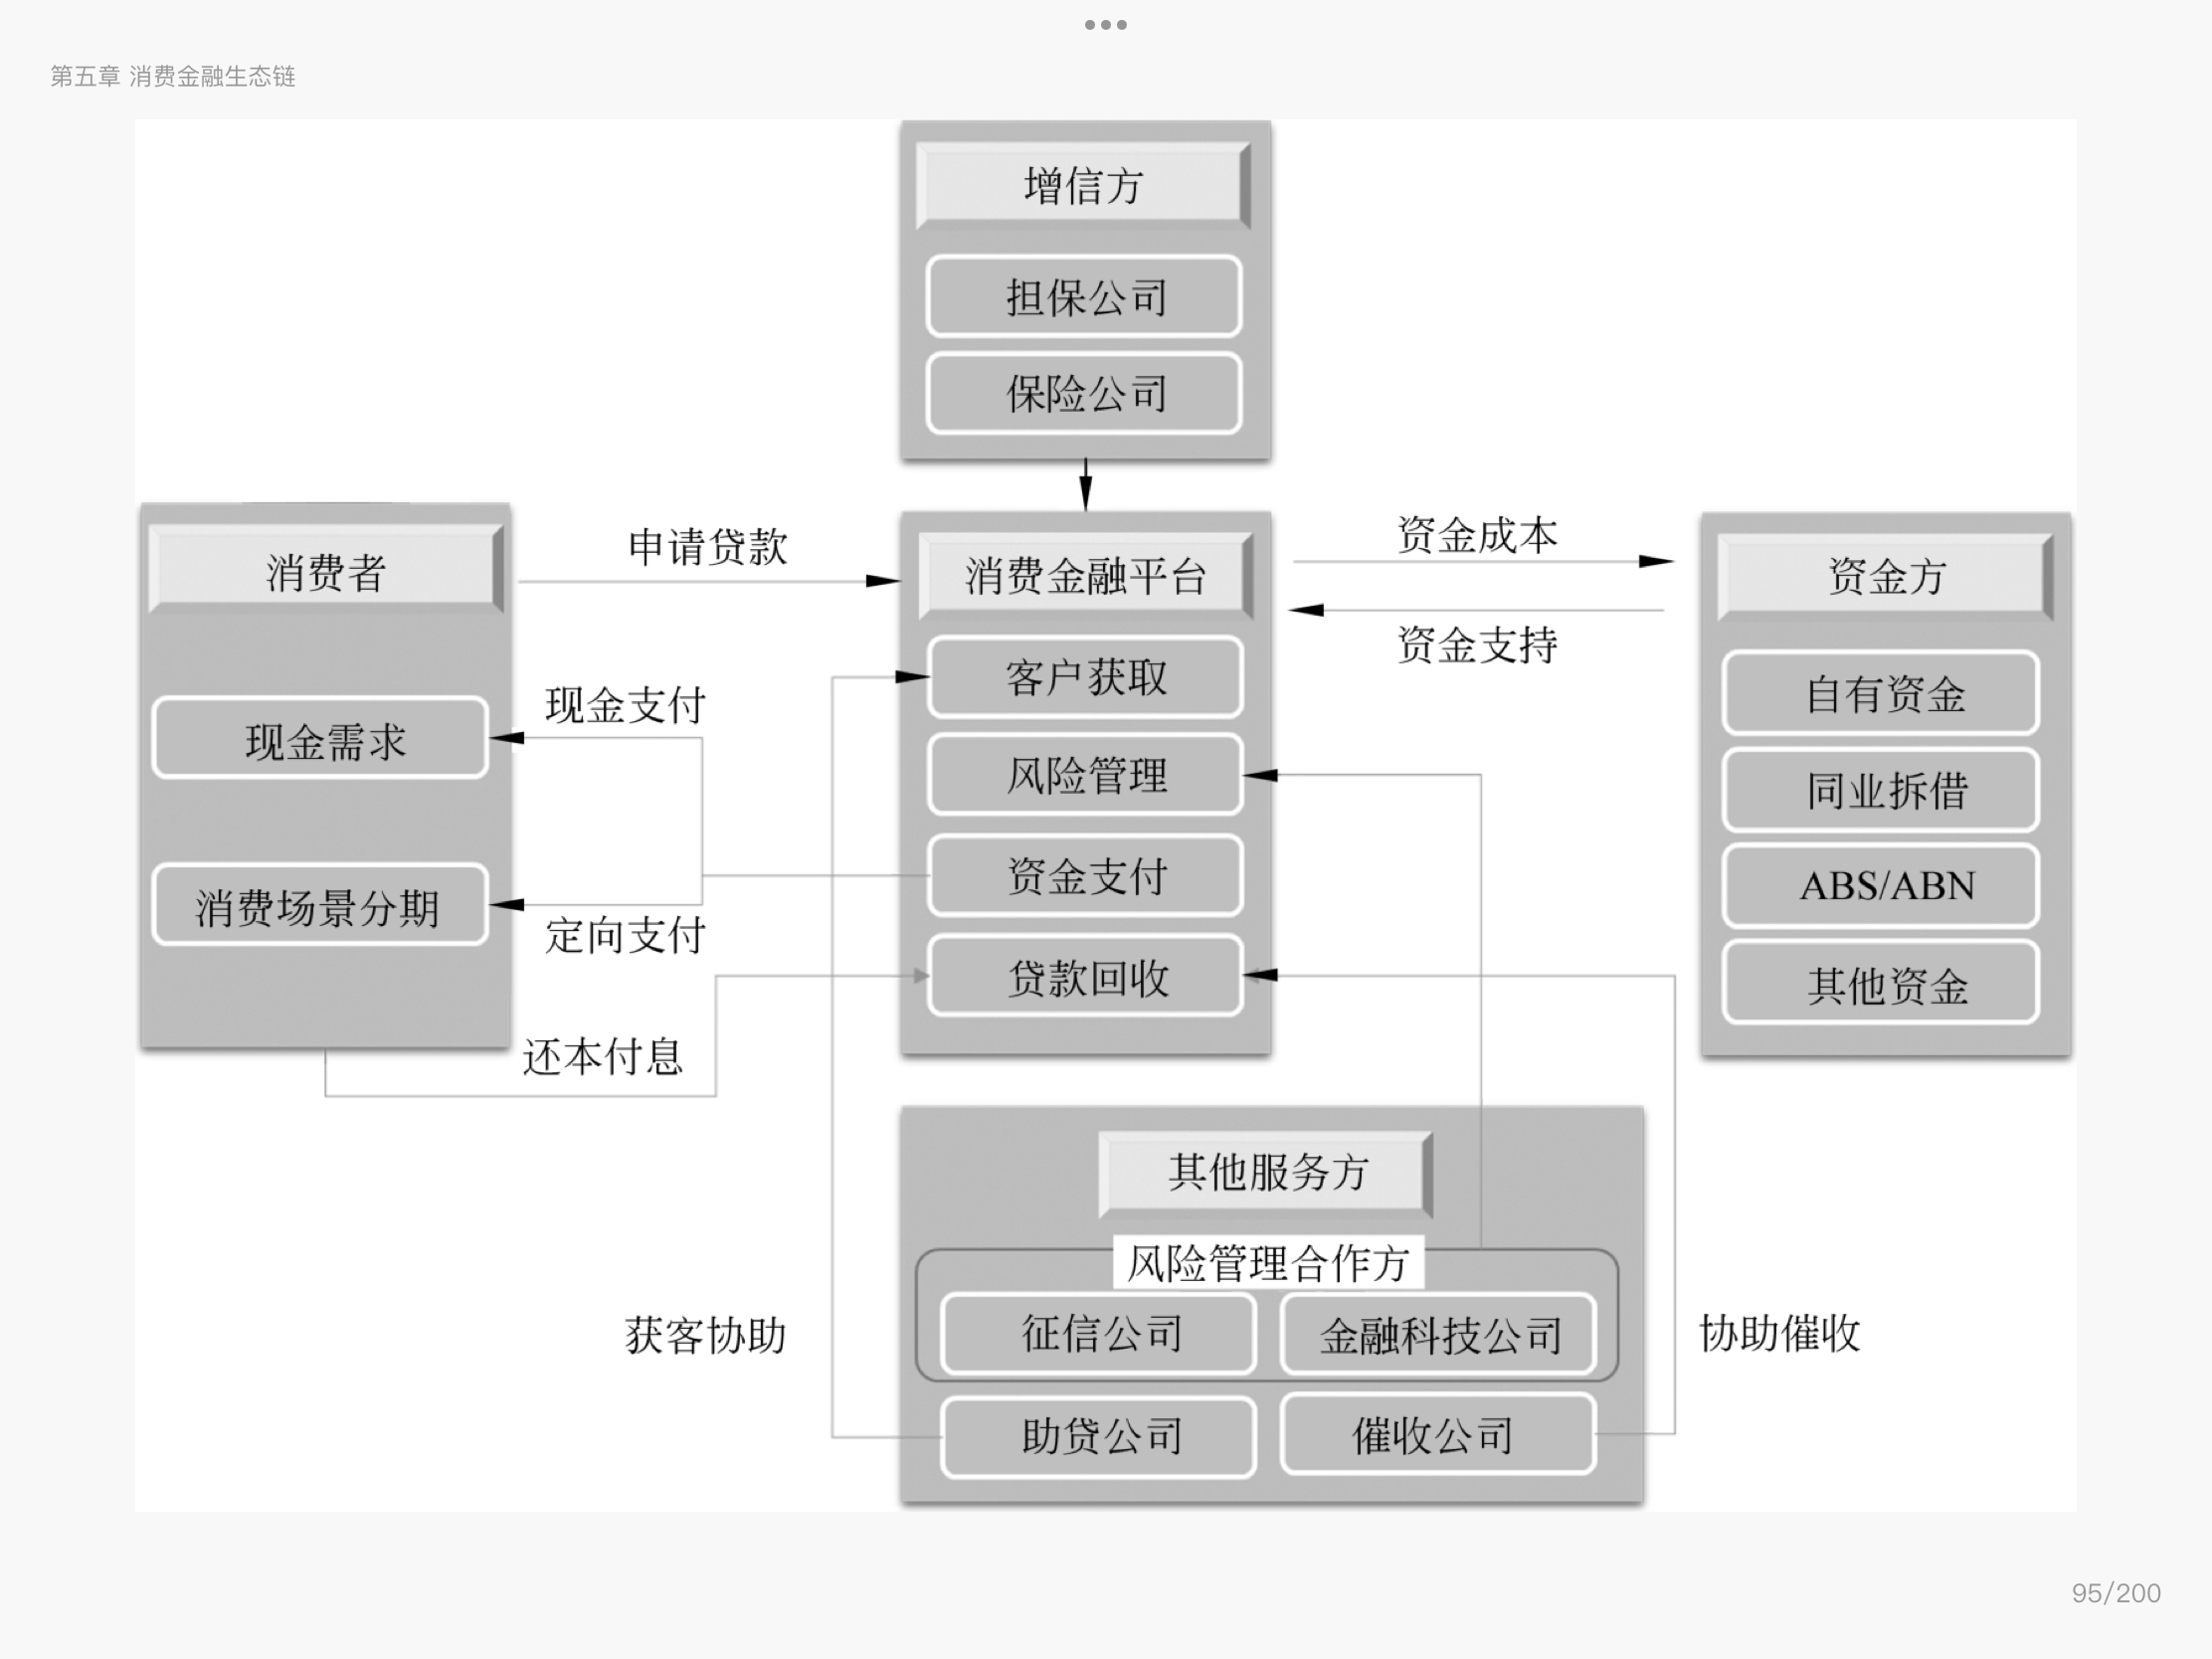 第五章 消费金融生态链
增信方
担保公司
保险公司
消费者
现金需求
消费场景分期
申请贷款
现金支付
定向支付
还本付息
消费金融平台
客户获取
风险管理
资金支付
贷款回收
资金成本
资金支持
资金方
自有资金
同业拆借
ABS/ABN
其他资金
其他服务方
风险管理合作方
征信公司
金融科技公司
助贷公司
催收公司
获客协助
协助催收
95/200